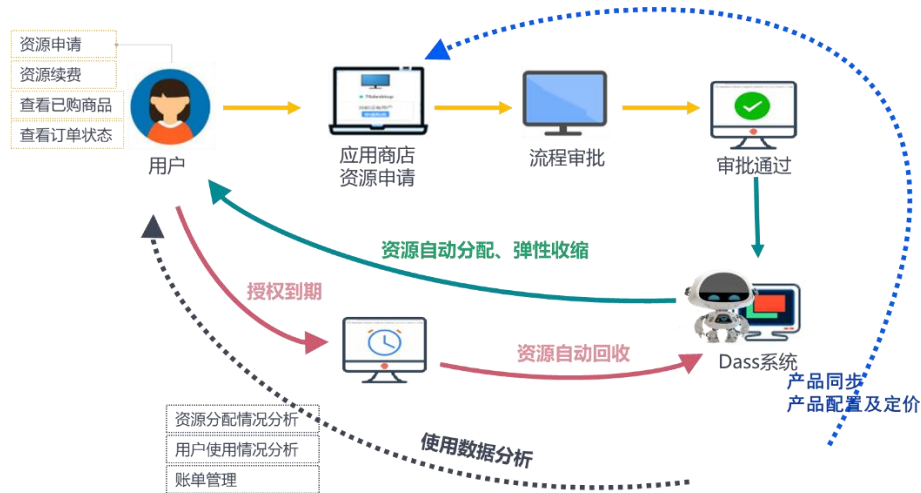 资源申请
资源续费
查看已购商品
查看订单状态
用户
应用商店
资源申请
流程审批
审批通过
资源自动分配、弹性收缩
授权到期
资源自动回收
Dass系统
产品同步
产品配置及定价
资源分配情况分析
用户使用情况分析
账单管理
使用数据分析